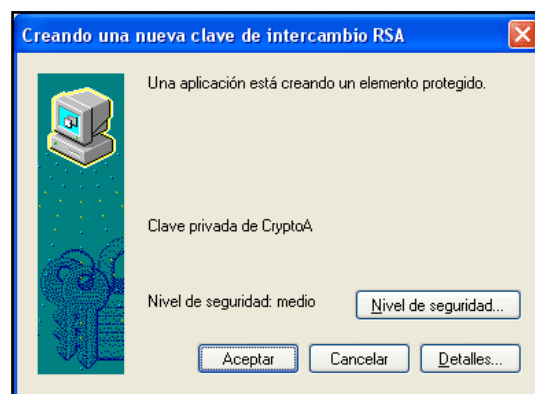 Creando una nueva clave de intercambio RSA
Una aplicación está creando un elemento protegido.
Clave privada de CryptoA
Nivel de seguridad: medio
Nivel de seguridad...
Aceptar
Cancelar
Detalles...